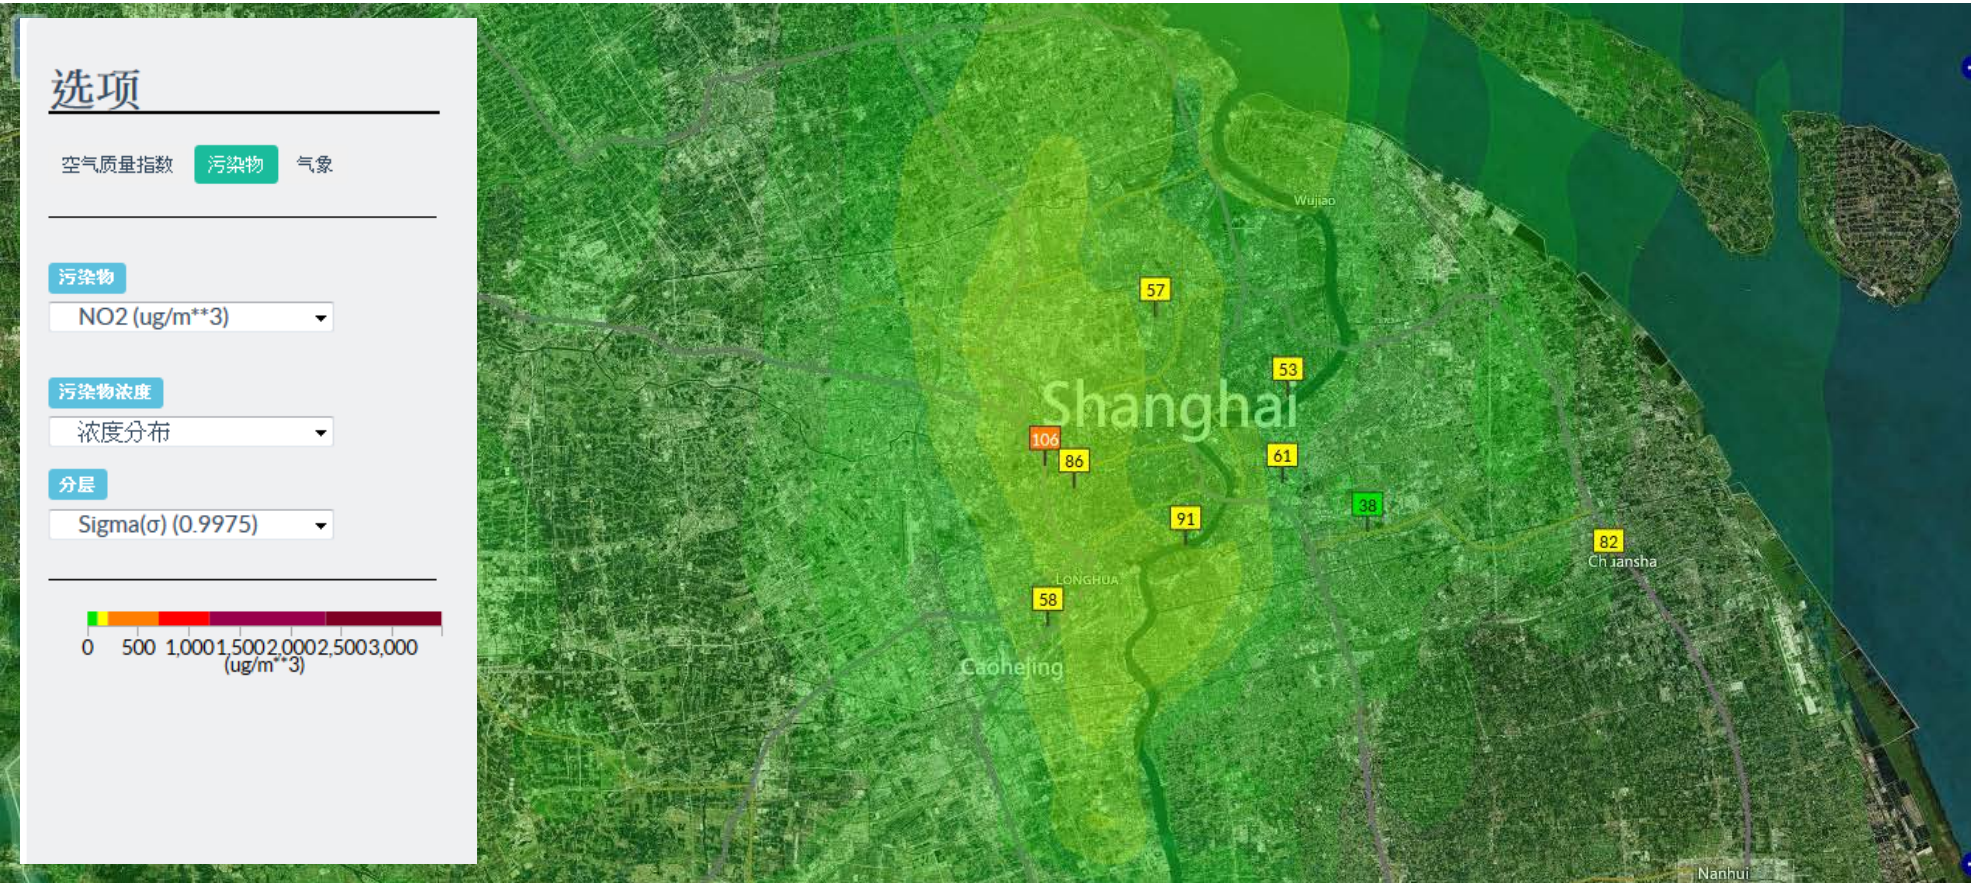 选项
空气质量指数 污染物 气象
污染物
NO2 (ug/m**3)
污染物浓度
浓度分布
分层
Sigma(σ) (0.9975)
0 500 1,000 1,500 2,000 2,500 3,000
(ug/m**3)
Wujiao
57
53
Shanghai
106
86
61
38
91
82
Chuansha
LONGHUA
58
Caohejing
Nanhui